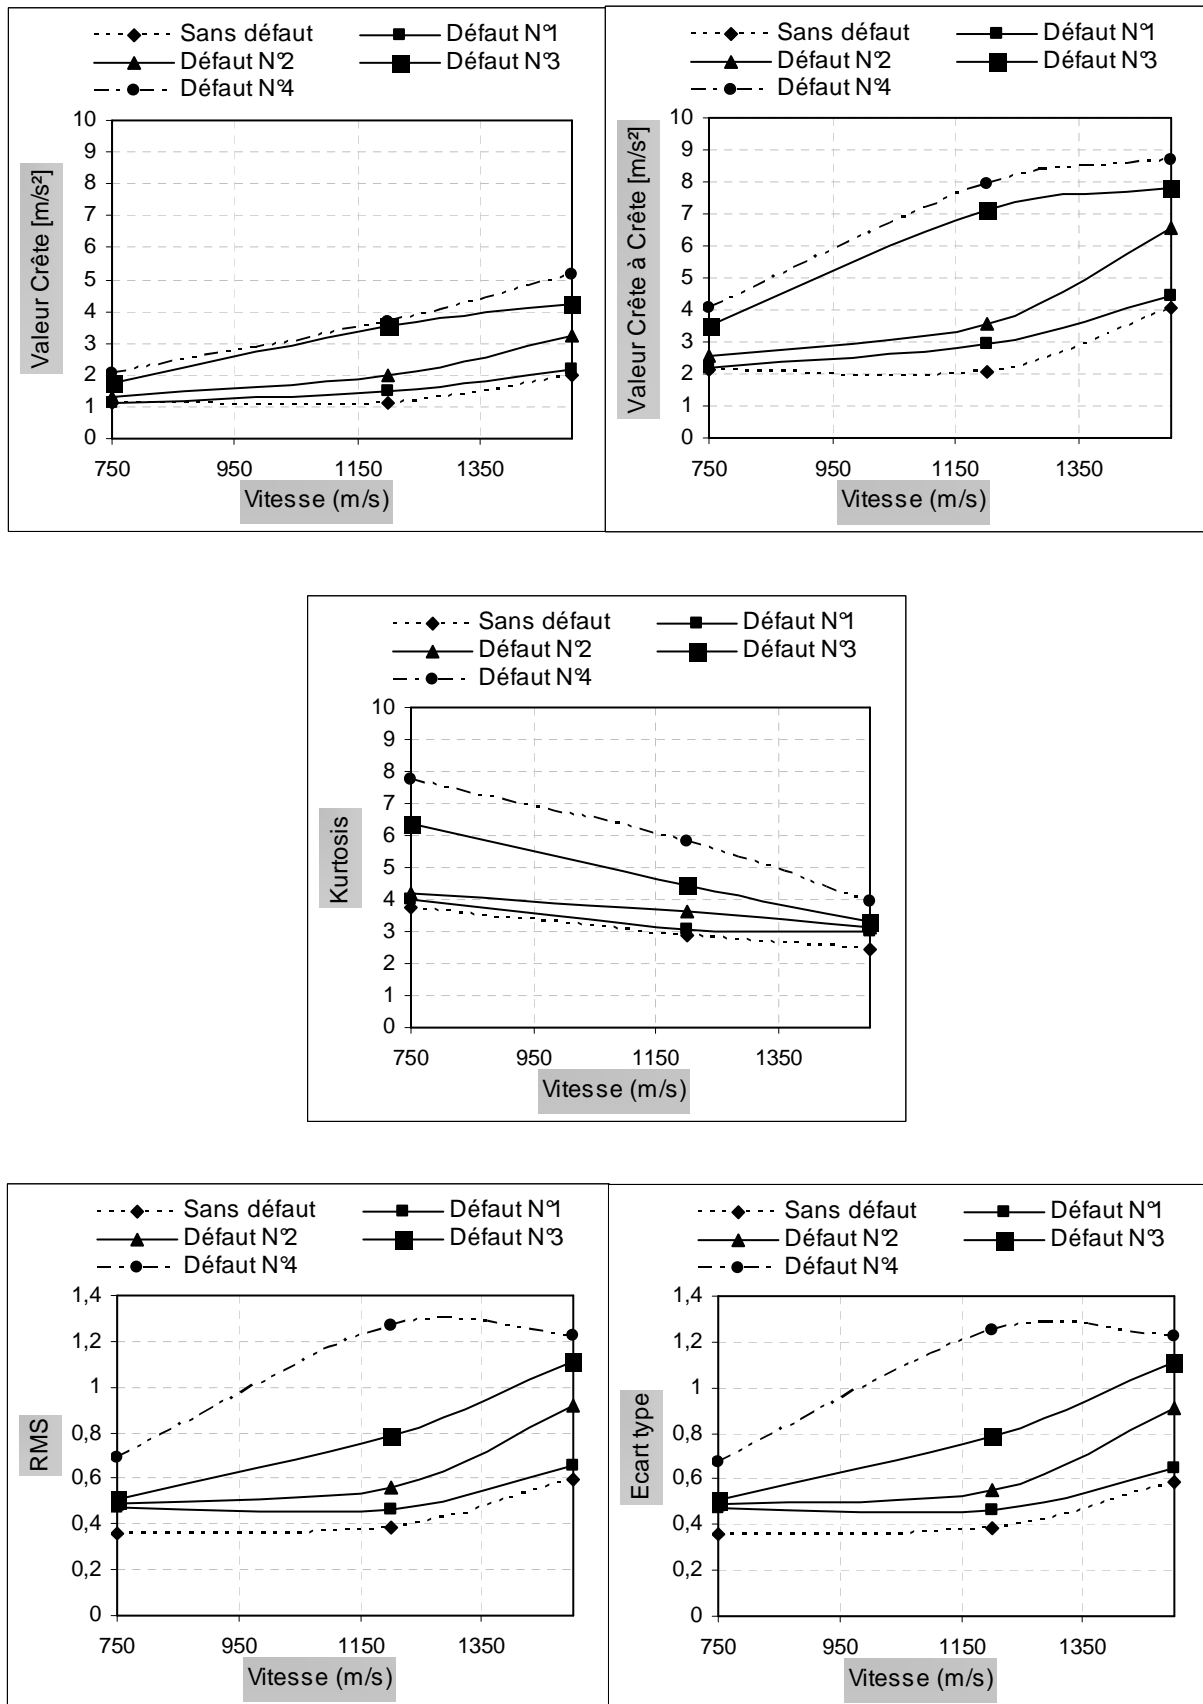 Sans défaut Défaut N°1
Défaut N°2 Défaut N°3
Défaut N°4
10
9
8
7
6
5
4
3
2
1
0
Valeur Crête [m/s²]
750 950 1150 1350
Vitesse (m/s)
Sans défaut Défaut N°1
Défaut N°2 Défaut N°3
Défaut N°4
10
9
8
7
6
5
4
3
2
1
0
Valeur Crête à Crête [m/s²]
750 950 1150 1350
Vitesse (m/s)
Sans défaut Défaut N°1
Défaut N°2 Défaut N°3
Défaut N°4
10
9
8
7
6
5
4
3
2
1
0
Kurtosis
750 950 1150 1350
Vitesse (m/s)
Sans défaut Défaut N°1
Défaut N°2 Défaut N°3
Défaut N°4
1,4
1,2
1
0,8
0,6
0,4
0,2
0
RMS
750 950 1150 1350
Vitesse (m/s)
Sans défaut Défaut N°1
Défaut N°2 Défaut N°3
Défaut N°4
1,4
1,2
1
0,8
0,6
0,4
0,2
0
Ecart type
750 950 1150 1350
Vitesse (m/s)